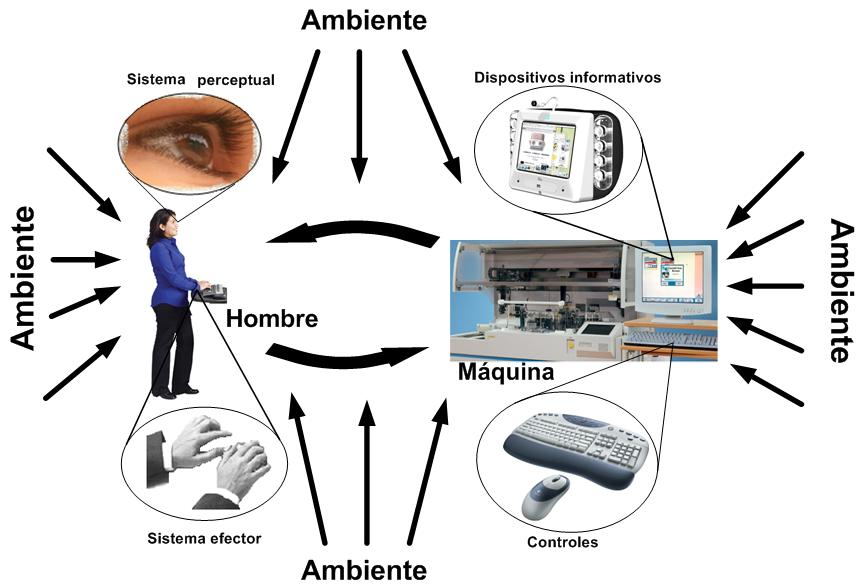 Ambiente
Sistema perceptual
Dispositivos informativos
Ambiente
Ambiente
Hombre
Máquina
Sistema efector
Controles
Ambiente